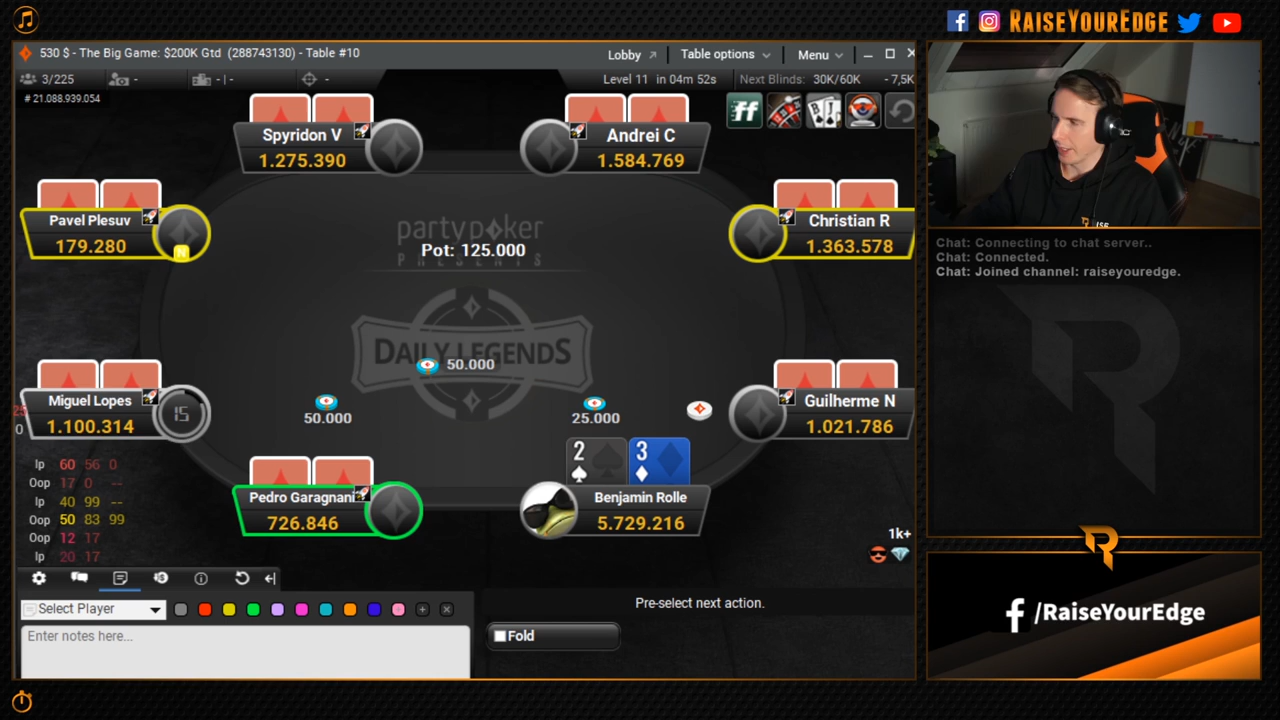 RAISEYOUREDGE
530 $ - The Big Game: $200K Gtd (288743130) - Table #10
Lobby
Table options
Menu
3/225
-
- | -
-
Level 11 in 04m 52s
Next Blinds: 30K/60K
- 7,5K
# 21.088.939.054
ff
Spyridon V
1.275.390
Andrei C
1.584.769
Pavel Plesuv
179.280
N
Christian R
1.363.578
partypoker
PRESENTS
Pot: 125.000
DAILY LEGENDS
50.000
Miguel Lopes
1.100.314
15
Guilherme N
1.021.786
50.000
25.000
2
3
Pedro Garagnani
726.846
Benjamin Rolle
5.729.216
Ip 60 56 0
Oop 17 0 --
Ip 40 99 --
Oop 50 83 99
Oop 12 17
Ip 20 17
1k+
Select Player
Enter notes here...
Pre-select next action.
Fold
Chat: Connecting to chat server..
Chat: Connected.
Chat: Joined channel: raiseyouredge.
/RaiseYourEdge